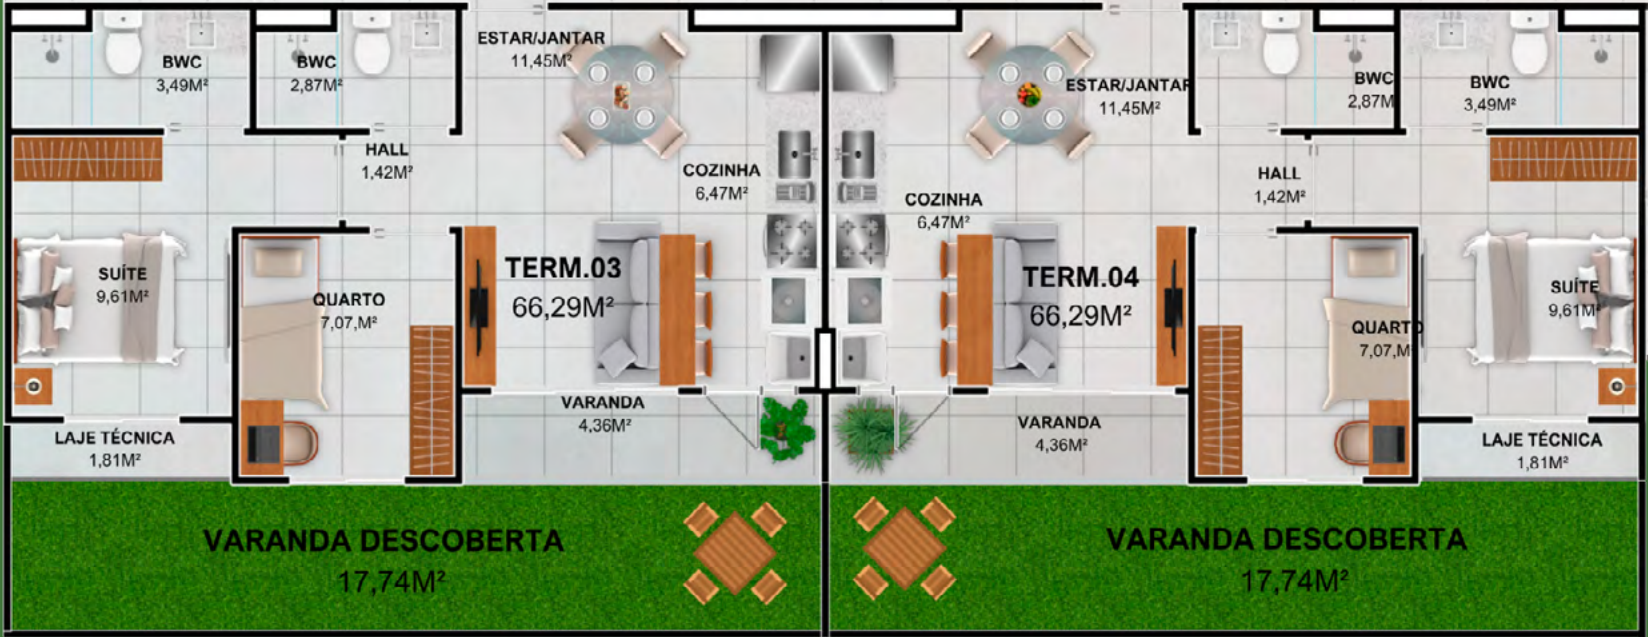 BWC
3,49M²
BWC
2,87M²
ESTAR/JANTAR
11,45M²
HALL
1,42M²
COZINHA
6,47M²
SUÍTE
9,61M²
QUARTO
7,07,M²
TERM.03
66,29M²
VARANDA
4,36M²
LAJE TÉCNICA
1,81M²
VARANDA DESCOBERTA
17,74M²
ESTAR/JANTAR
11,45M²
BWC
2,87M
BWC
3,49M²
HALL
1,42M²
COZINHA
6,47M²
TERM.04
66,29M²
SUÍTE
9,61M²
QUARTO
7,07,M
VARANDA
4,36M²
LAJE TÉCNICA
1,81M²
VARANDA DESCOBERTA
17,74M²